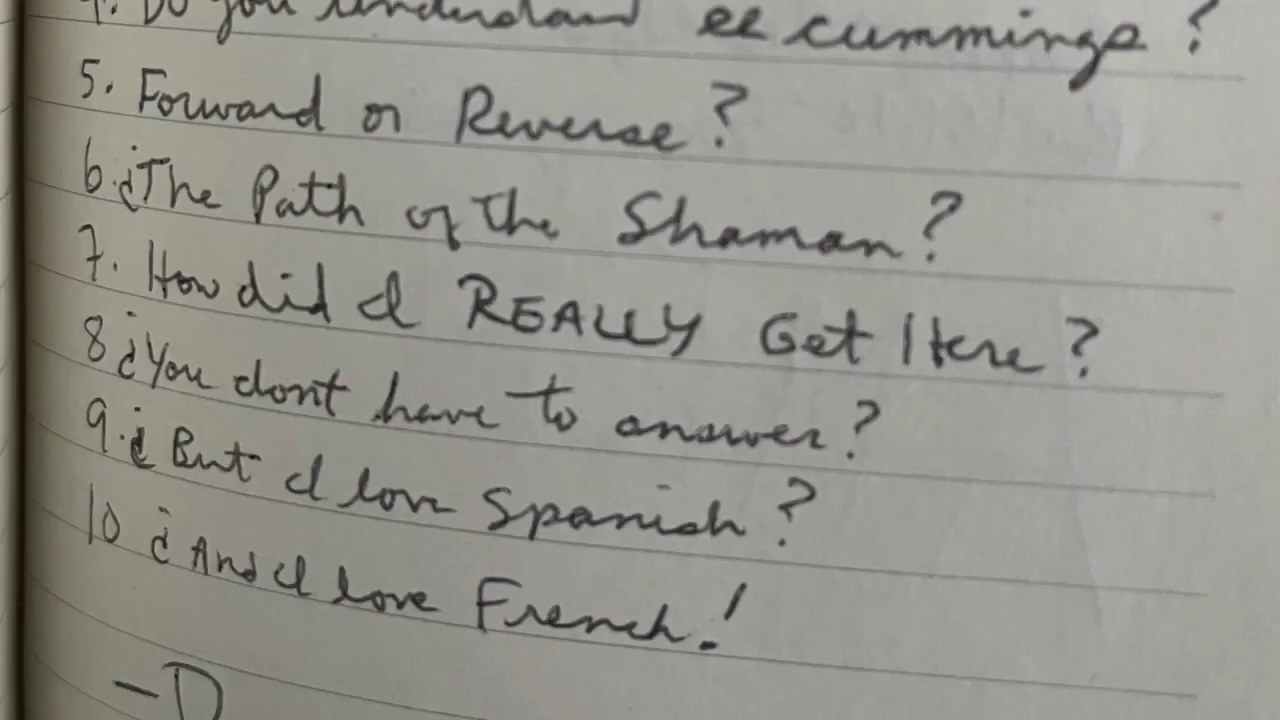 4. Do you understand ee cummings?
5. Forward or Reverse?
6. ¿The Path of the Shaman?
7. How did I REALLY Get Here?
8 ¿You dont have to answer?
9. ¿But I love Spanish?
10 ¿And I love French!
-D